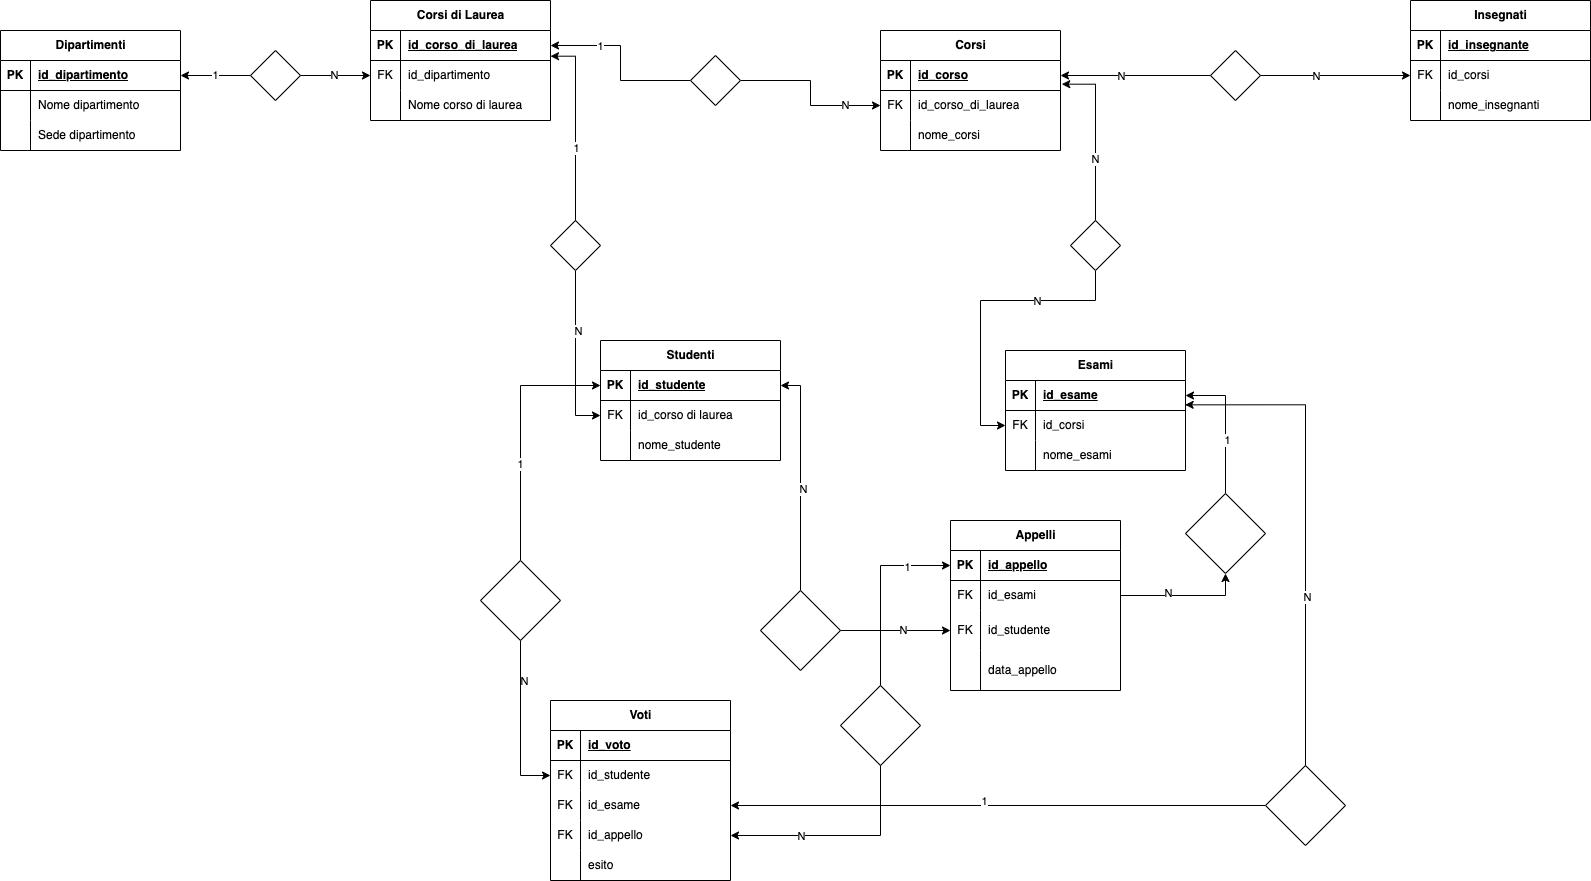 Dipartimenti
PK id_dipartimento
Nome dipartimento
Sede dipartimento
1
N
Corsi di Laurea
PK id_corso_di_laurea
FK id_dipartimento
Nome corso di laurea
1
N
Corsi
PK id_corso
FK id_corso_di_laurea
nome_corsi
N
N
Insegnati
PK id_insegnante
FK id_corsi
nome_insegnanti
1
N
N
N
Studenti
PK id_studente
FK id_corso di laurea
nome_studente
Esami
PK id_esame
FK id_corsi
nome_esami
1
N
N
N
1
N
N
1
Appelli
PK id_appello
FK id_esami
FK id_studente
data_appello
1
N
Voti
PK id_voto
FK id_studente
FK id_esame
FK id_appello
esito